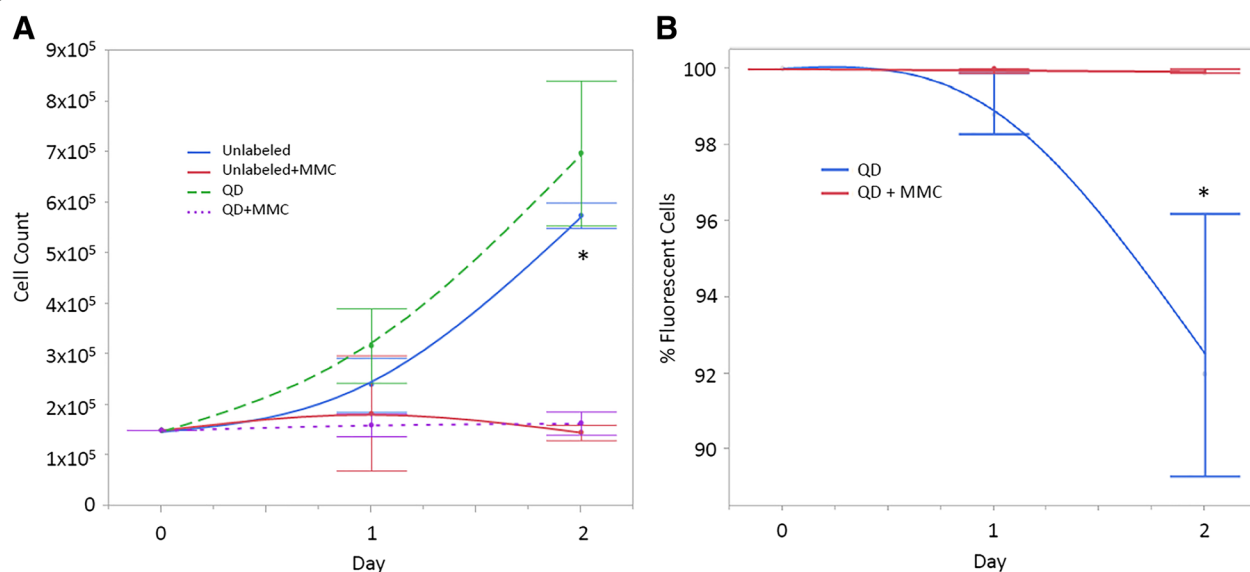 A
Cell Count
9x10⁵
8x10⁵
7x10⁵
6x10⁵
5x10⁵
4x10⁵
3x10⁵
2x10⁵
1x10⁵
0
Unlabeled
Unlabeled+MMC
QD
QD+MMC
*
0 1 2
Day
B
% Fluorescent Cells
100
98
96
94
92
90
QD
QD + MMC
*
0 1 2
Day